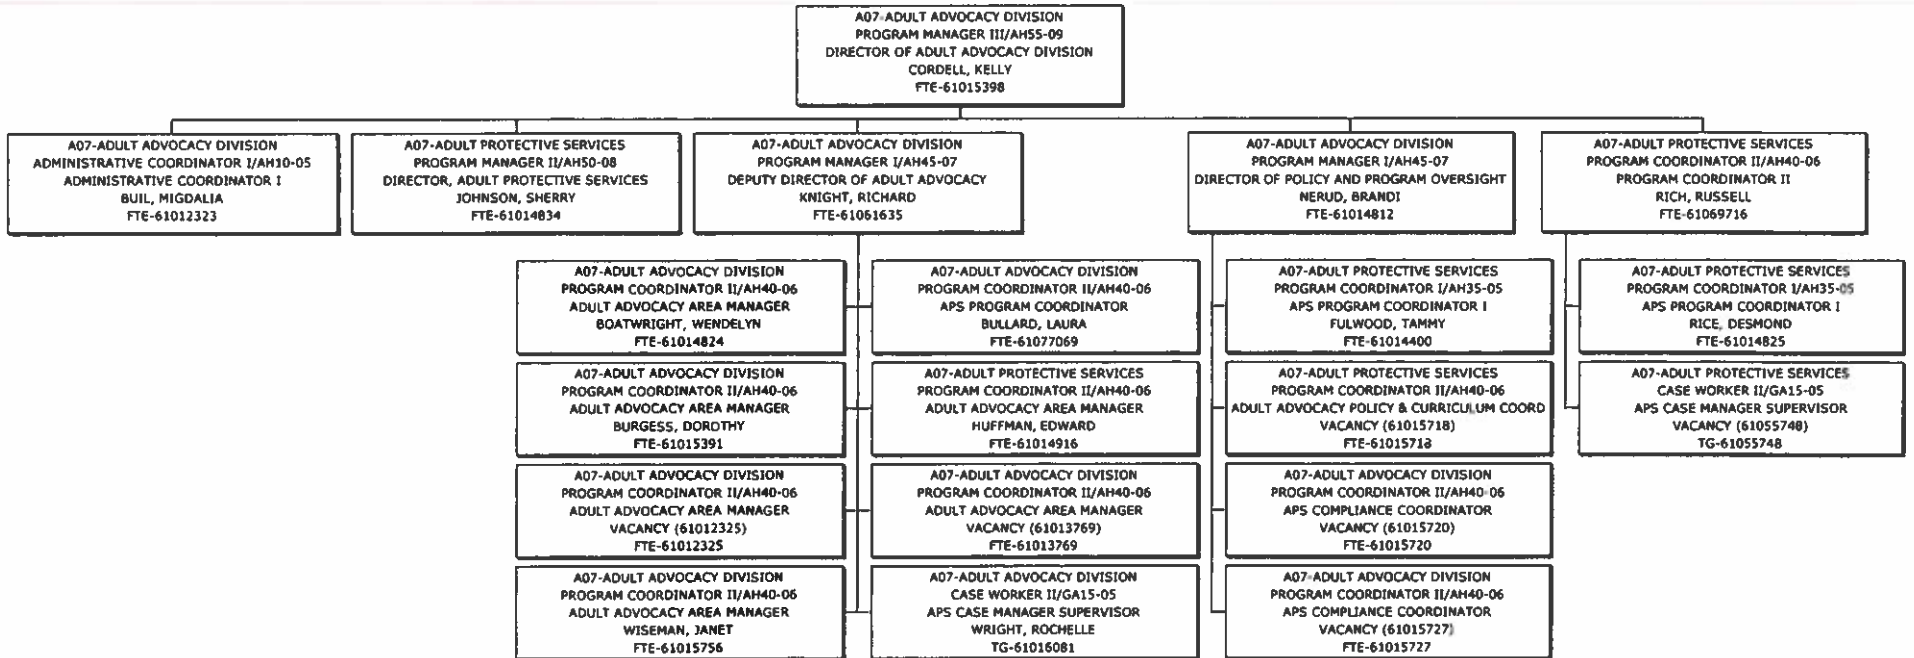 A07-ADULT ADVOCACY DIVISION
PROGRAM MANAGER III/AH55-09
DIRECTOR OF ADULT ADVOCACY DIVISION
CORDELL, KELLY
FTE-61015398
A07-ADULT ADVOCACY DIVISION
ADMINISTRATIVE COORDINATOR I/AH10-05
ADMINISTRATIVE COORDINATOR I
BUIL, MIGDALIA
FTE-61012323
A07-ADULT PROTECTIVE SERVICES
PROGRAM MANAGER II/AH50-08
DIRECTOR, ADULT PROTECTIVE SERVICES
JOHNSON, SHERRY
FTE-61014834
A07-ADULT ADVOCACY DIVISION
PROGRAM MANAGER I/AH45-07
DEPUTY DIRECTOR OF ADULT ADVOCACY
KNIGHT, RICHARD
FTE-61061635
A07-ADULT ADVOCACY DIVISION
PROGRAM MANAGER I/AH45-07
DIRECTOR OF POLICY AND PROGRAM OVERSIGHT
NERUD, BRANDI
FTE-61014812
A07-ADULT PROTECTIVE SERVICES
PROGRAM COORDINATOR II/AH40-06
PROGRAM COORDINATOR II
RICH, RUSSELL
FTE-61069716
A07-ADULT ADVOCACY DIVISION
PROGRAM COORDINATOR II/AH40-06
ADULT ADVOCACY AREA MANAGER
BOATWRIGHT, WENDELYN
FTE-61014824
A07-ADULT ADVOCACY DIVISION
PROGRAM COORDINATOR II/AH40-06
APS PROGRAM COORDINATOR
BULLARD, LAURA
FTE-61077069
A07-ADULT PROTECTIVE SERVICES
PROGRAM COORDINATOR I/AH35-05
APS PROGRAM COORDINATOR I
FULWOOD, TAMMY
FTE-61014400
A07-ADULT PROTECTIVE SERVICES
PROGRAM COORDINATOR I/AH35-05
APS PROGRAM COORDINATOR I
RICE, DESMOND
FTE-61014825
A07-ADULT ADVOCACY DIVISION
PROGRAM COORDINATOR II/AH40-06
ADULT ADVOCACY AREA MANAGER
BURGESS, DOROTHY
FTE-61015391
A07-ADULT PROTECTIVE SERVICES
PROGRAM COORDINATOR II/AH40-06
ADULT ADVOCACY AREA MANAGER
HUFFMAN, EDWARD
FTE-61014916
A07-ADULT PROTECTIVE SERVICES
PROGRAM COORDINATOR II/AH40-06
ADULT ADVOCACY POLICY & CURRICULUM COORD
VACANCY (61015718)
FTE-61015718
A07-ADULT PROTECTIVE SERVICES
CASE WORKER II/GA15-05
APS CASE MANAGER SUPERVISOR
VACANCY (61055748)
TG-61055748
A07-ADULT ADVOCACY DIVISION
PROGRAM COORDINATOR II/AH40-06
ADULT ADVOCACY AREA MANAGER
VACANCY (61012325)
FTE-61012325
A07-ADULT ADVOCACY DIVISION
PROGRAM COORDINATOR II/AH40-06
ADULT ADVOCACY AREA MANAGER
VACANCY (61013769)
FTE-61013769
A07-ADULT ADVOCACY DIVISION
PROGRAM COORDINATOR II/AH40-06
APS COMPLIANCE COORDINATOR
VACANCY (61015720)
FTE-61015720
A07-ADULT ADVOCACY DIVISION
PROGRAM COORDINATOR II/AH40-06
ADULT ADVOCACY AREA MANAGER
WISEMAN, JANET
FTE-61015756
A07-ADULT ADVOCACY DIVISION
CASE WORKER II/GA15-05
APS CASE MANAGER SUPERVISOR
WRIGHT, ROCHELLE
TG-61016081
A07-ADULT ADVOCACY DIVISION
PROGRAM COORDINATOR II/AH40-06
APS COMPLIANCE COORDINATOR
VACANCY (61015727)
FTE-61015727